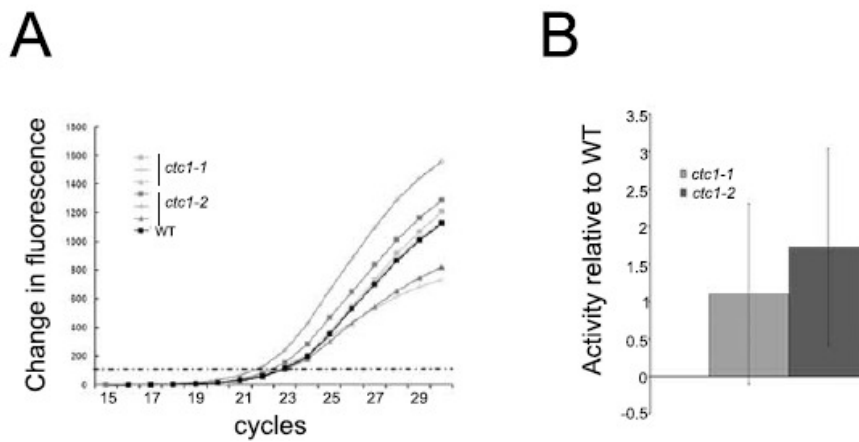 A
Change in fluorescence
1800
1600
1400
1200
1000
800
600
400
200
0
ctc1-1
ctc1-2
WT
15 17 19 21 23 25 27 29
cycles
B
Activity relative to WT
3.5
3
2.5
2
1.5
1
0.5
0
-0.5
ctc1-1
ctc1-2